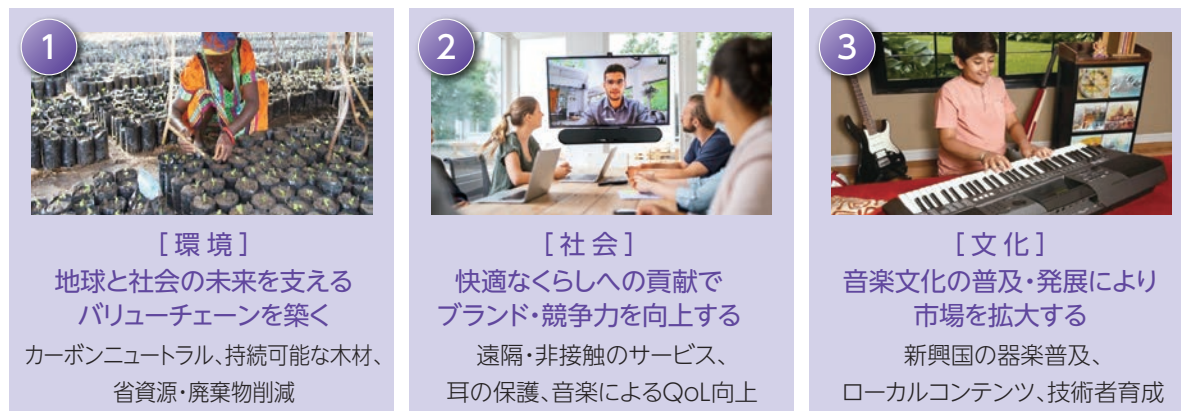 1
[環境]
地球と社会の未来を支える
バリューチェーンを築く
カーボンニュートラル、持続可能な木材、
省資源・廃棄物削減
2
[社会]
快適なくらしへの貢献で
ブランド・競争力を向上する
遠隔・非接触のサービス、
耳の保護、音楽によるQoL向上
3
[文化]
音楽文化の普及・発展により
市場を拡大する
新興国の器楽普及、
ローカルコンテンツ、技術者育成